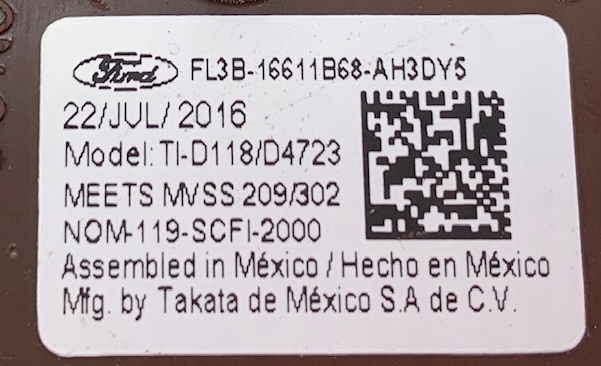 Ford FL3B-16611B68-AH3DY5
22/JUL/2016
Model: TI-D118/D4723
MEETS MVSS 209/302
NOM-119-SCFI-2000
Assembled in México / Hecho en México
Mfg. by Takata de México S.A de C.V.